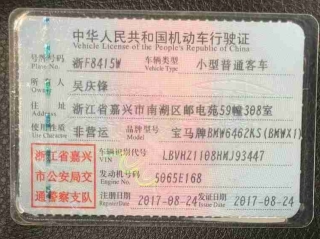 中华人民共和国机动车行驶证
Vehicle License of the People's Republic of China
号牌号码 浙F8415W 车辆类型 小型普通客车
Plate No. Vehicle Type
所有人 吴庆锋
Owner
住址 浙江省嘉兴市南湖区邮电苑59幢308室
Address
使用性质 非营运 品牌型号 宝马牌BMW6462KS(BMWX1)
Use Character Model
浙江省嘉兴 车辆识别代号 LBVHZ1108HMJ93447
VIN
市公安局交 发动机号码 5065E168
Engine No.
通警察支队 注册日期 2017-08-24 发证日期 2017-08-24
Register Date Issue Date